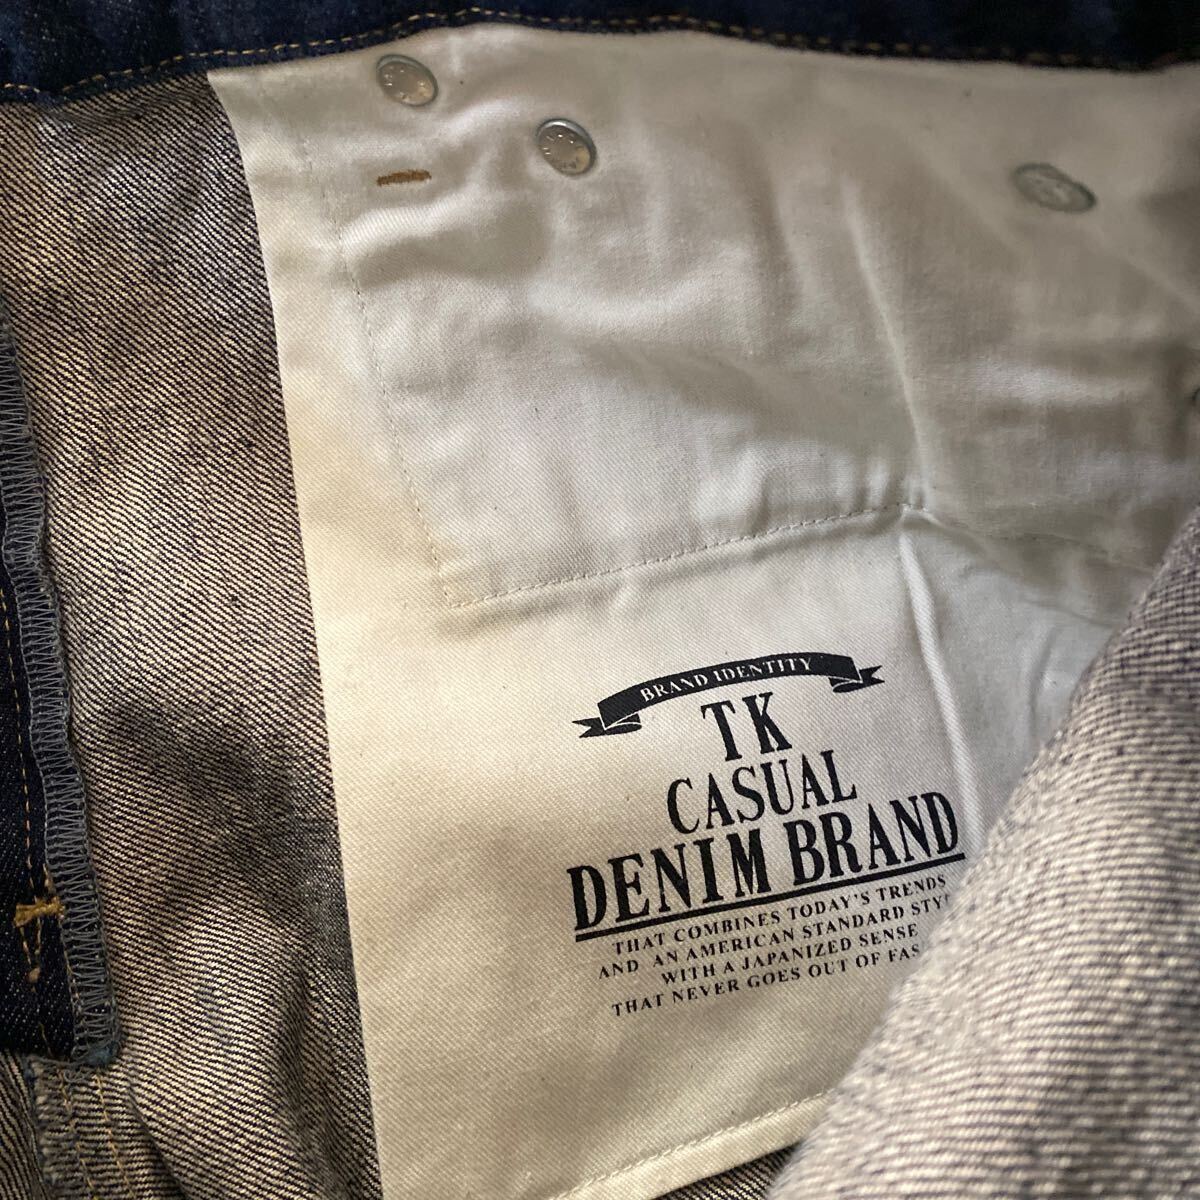 BRAND IDENTITY
TK
CASUAL
DENIM BRAND
THAT COMBINES TODAY'S TRENDS
AND AN AMERICAN STANDARD
WITH A JAPANIZED SENSE
THAT NEVER GOES OUT OF